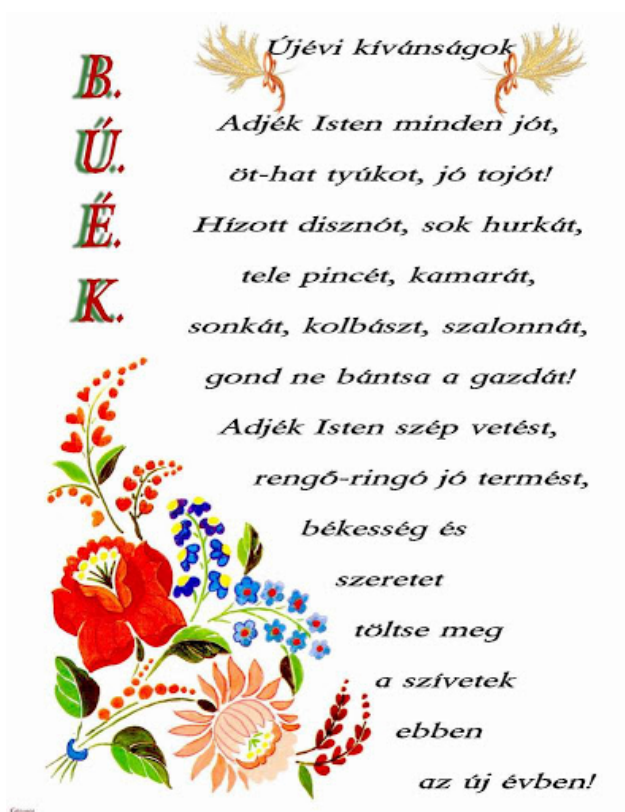 Újévi kívánságok
B.
Ú.
É.
K.
Adjék Isten minden jót,
öt-hat tyúkot, jó tojót!
Hízott disznót, sok hurkát,
tele pincét, kamarát,
sonkát, kolbászt, szalonnát,
gond ne bántsa a gazdát!
Adjék Isten szép vetést,
rengő-ringó jó termést,
békesség és
szeretet
töltse meg
a szívetek
ebben
az új évben!